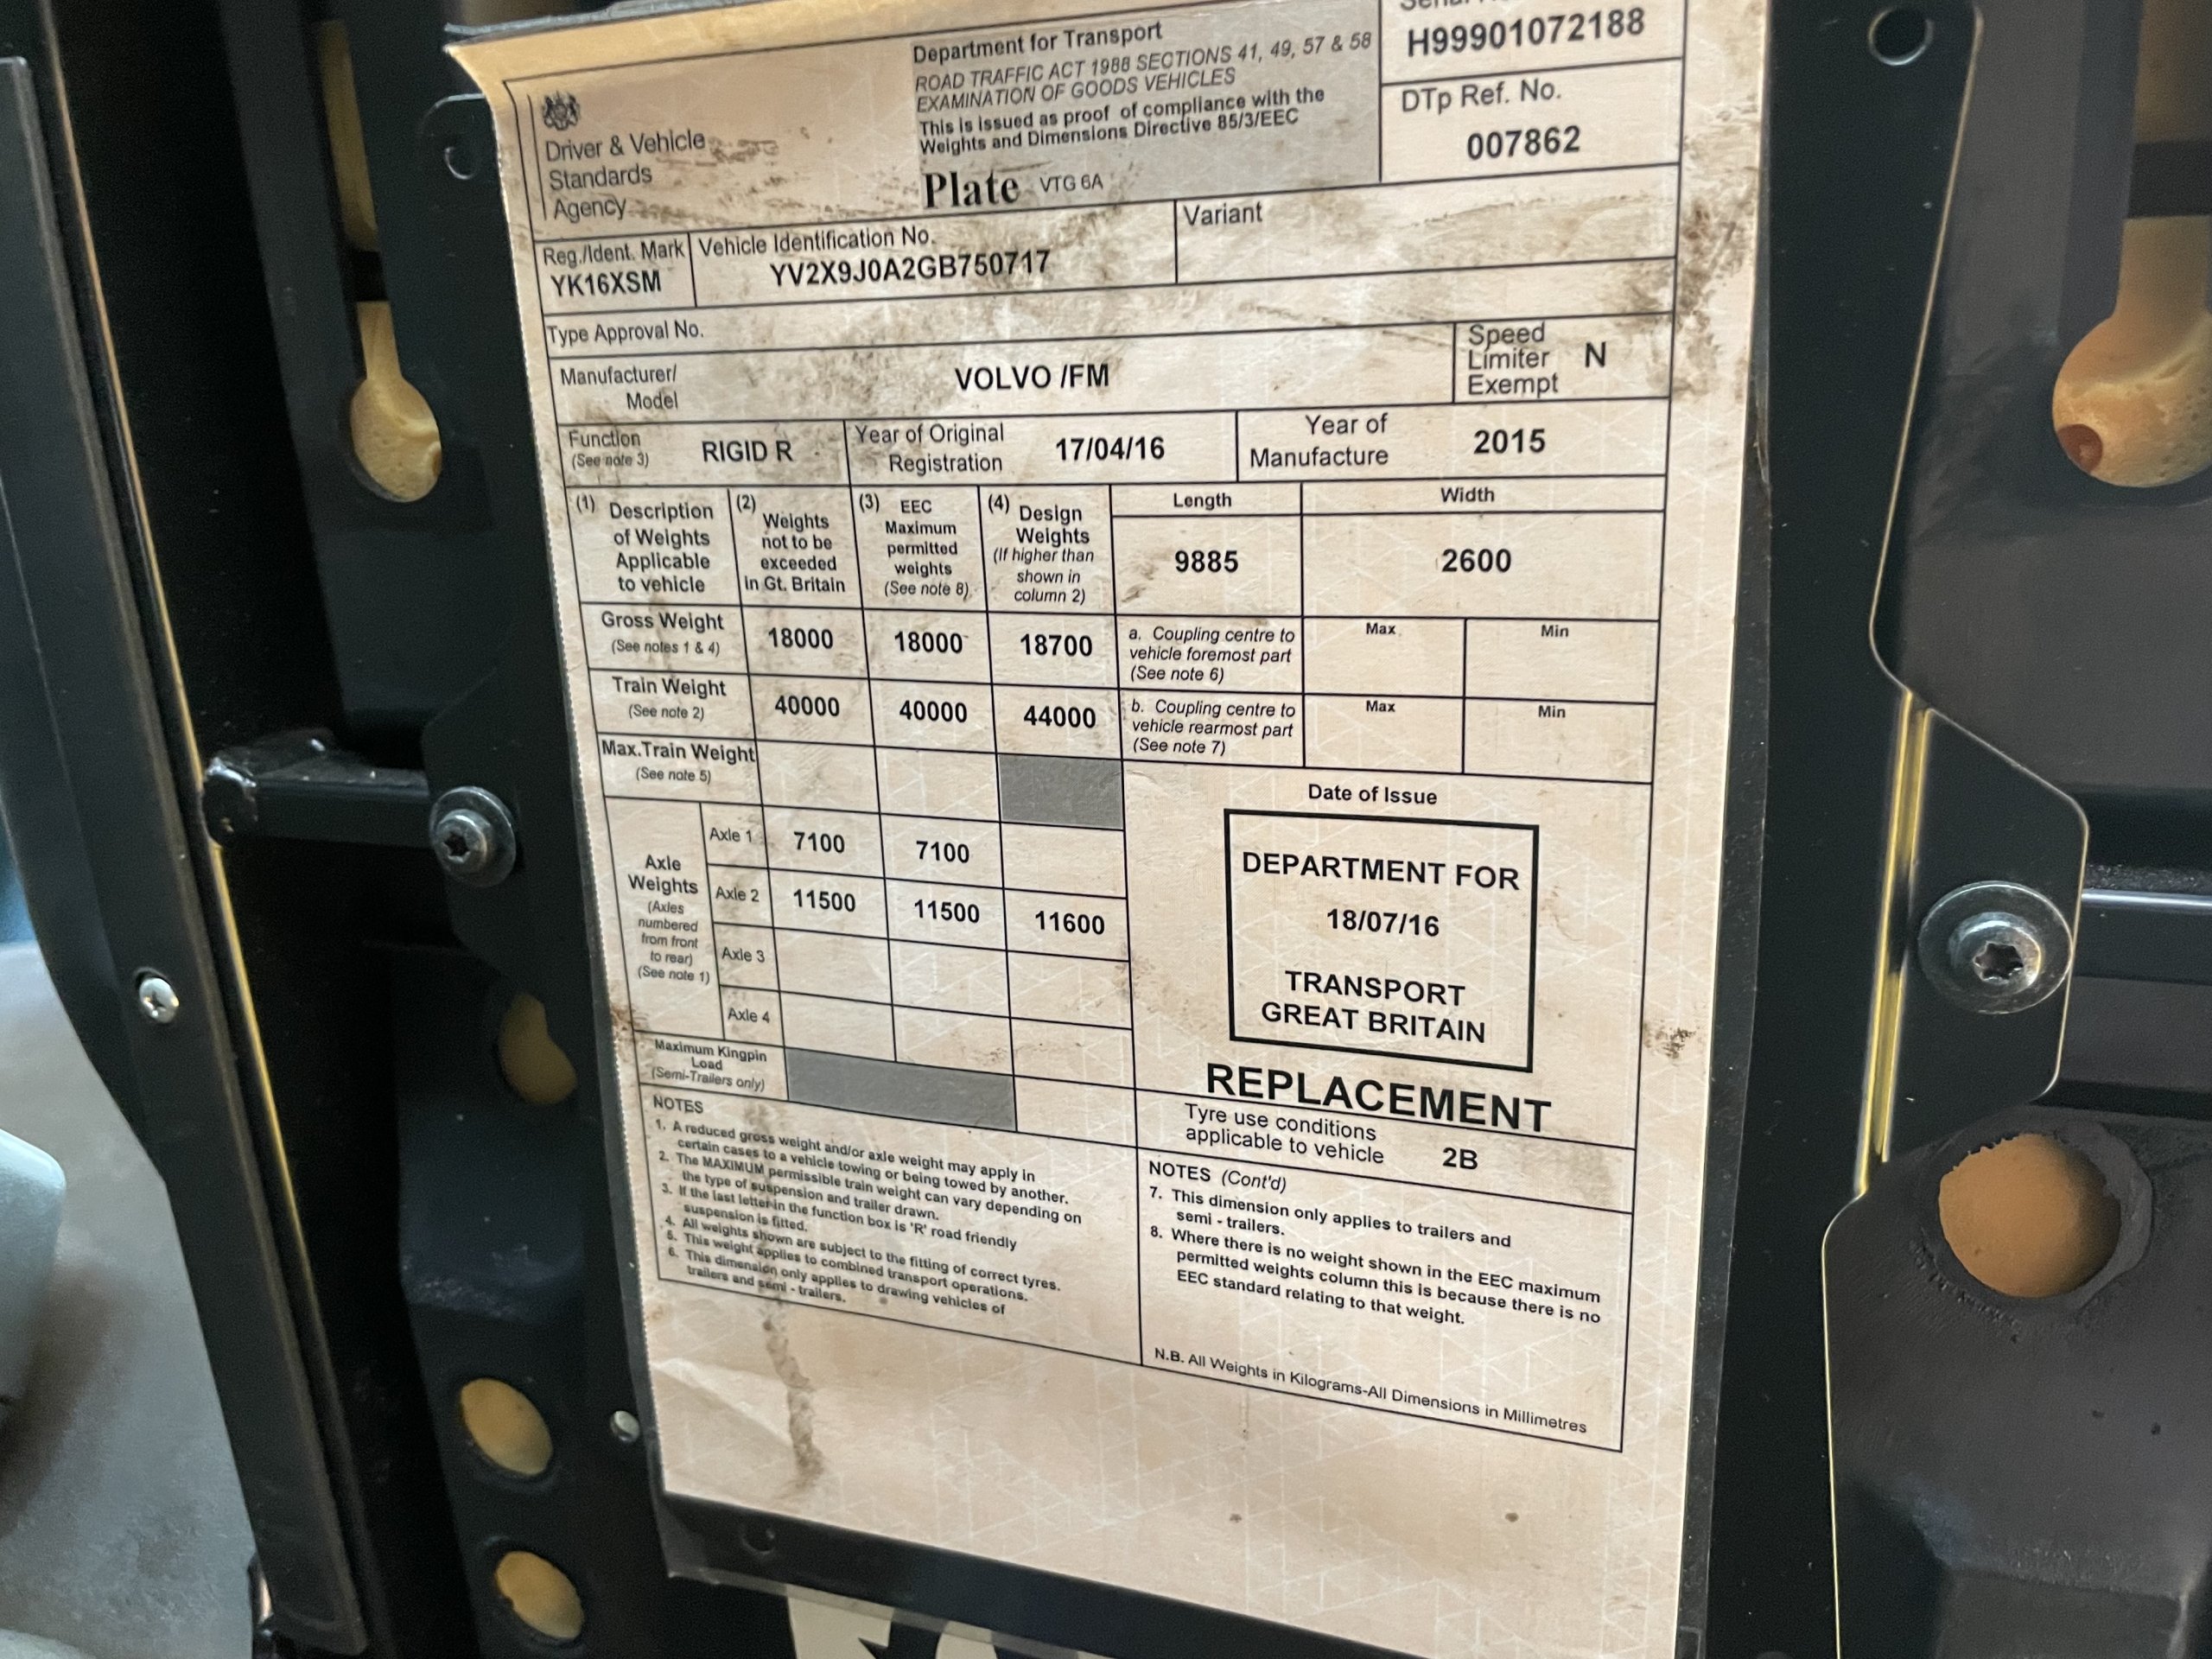 Department for Transport
ROAD TRAFFIC ACT 1988 SECTIONS 41, 49, 57 & 58
EXAMINATION OF GOODS VEHICLES
This is issued as proof of compliance with the
Weights and Dimensions Directive 85/3/EEC
Plate VTG 6A
Driver & Vehicle
Standards
Agency
H99901072188
DTp Ref. No.
007862
Reg./Ident. Mark
YK16XSM
Vehicle Identification No.
YV2X9J0A2GB750717
Variant
Type Approval No.
Manufacturer/
Model
VOLVO /FM
Speed
Limiter
Exempt
N
Function
(See note 3)
RIGID R
Year of Original
Registration
17/04/16
Year of
Manufacture
2015
(1) Description
of Weights
Applicable
to vehicle
(2) Weights
not to be
exceeded
in Gt. Britain
(3) EEC
Maximum
permitted
weights
(See note 8)
(4) Design
Weights
(If higher than
shown in
column 2)
Length
9885
Width
2600
Gross Weight
(See notes 1 & 4)
18000
18000
18700
a. Coupling centre to
vehicle foremost part
(See note 6)
Max
Min
Train Weight
(See note 2)
40000
40000
44000
b. Coupling centre to
vehicle rearmost part
(See note 7)
Max
Min
Max.Train Weight
(See note 5)
Axle
Weights
(Axles
numbered
from front
to rear)
(See note 1)
Axle 1
7100
7100
Axle 2
11500
11500
11600
Axle 3
Axle 4
Maximum Kingpin
Load
(Semi-Trailers only)
Date of Issue
DEPARTMENT FOR
18/07/16
TRANSPORT
GREAT BRITAIN
REPLACEMENT
Tyre use conditions
applicable to vehicle
2B
NOTES
1. A reduced gross weight and/or axle weight may apply in
certain cases to a vehicle towing or being towed by another.
2. The MAXIMUM permissible train weight can vary depending on
the type of suspension and trailer drawn.
3. If the last letter in the function box is 'R' road friendly
suspension is fitted.
4. All weights shown are subject to the fitting of correct tyres.
5. This weight applies to combined transport operations.
6. This dimension only applies to drawing vehicles of
trailers and semi - trailers.
NOTES (Cont'd)
7. This dimension only applies to trailers and
semi - trailers.
8. Where there is no weight shown in the EEC maximum
permitted weights column this is because there is no
EEC standard relating to that weight.
N.B. All Weights in Kilograms-All Dimensions in Millimetres